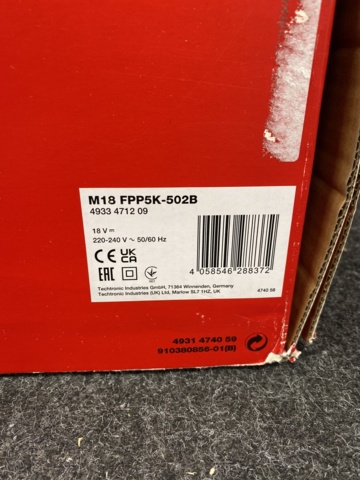 M18 FPP5K-502B
4933 4712 09
18 V ⎓
220-240 V ~ 50/60 Hz
CE UK CA
EAC
4 058546 288372
Techtronic Industries GmbH, 71364 Winnenden, Germany
Techtronic Industries (UK) Ltd, Marlow SL7 1HZ, UK
4740 58
4931 4740 59
910380856-01(B)